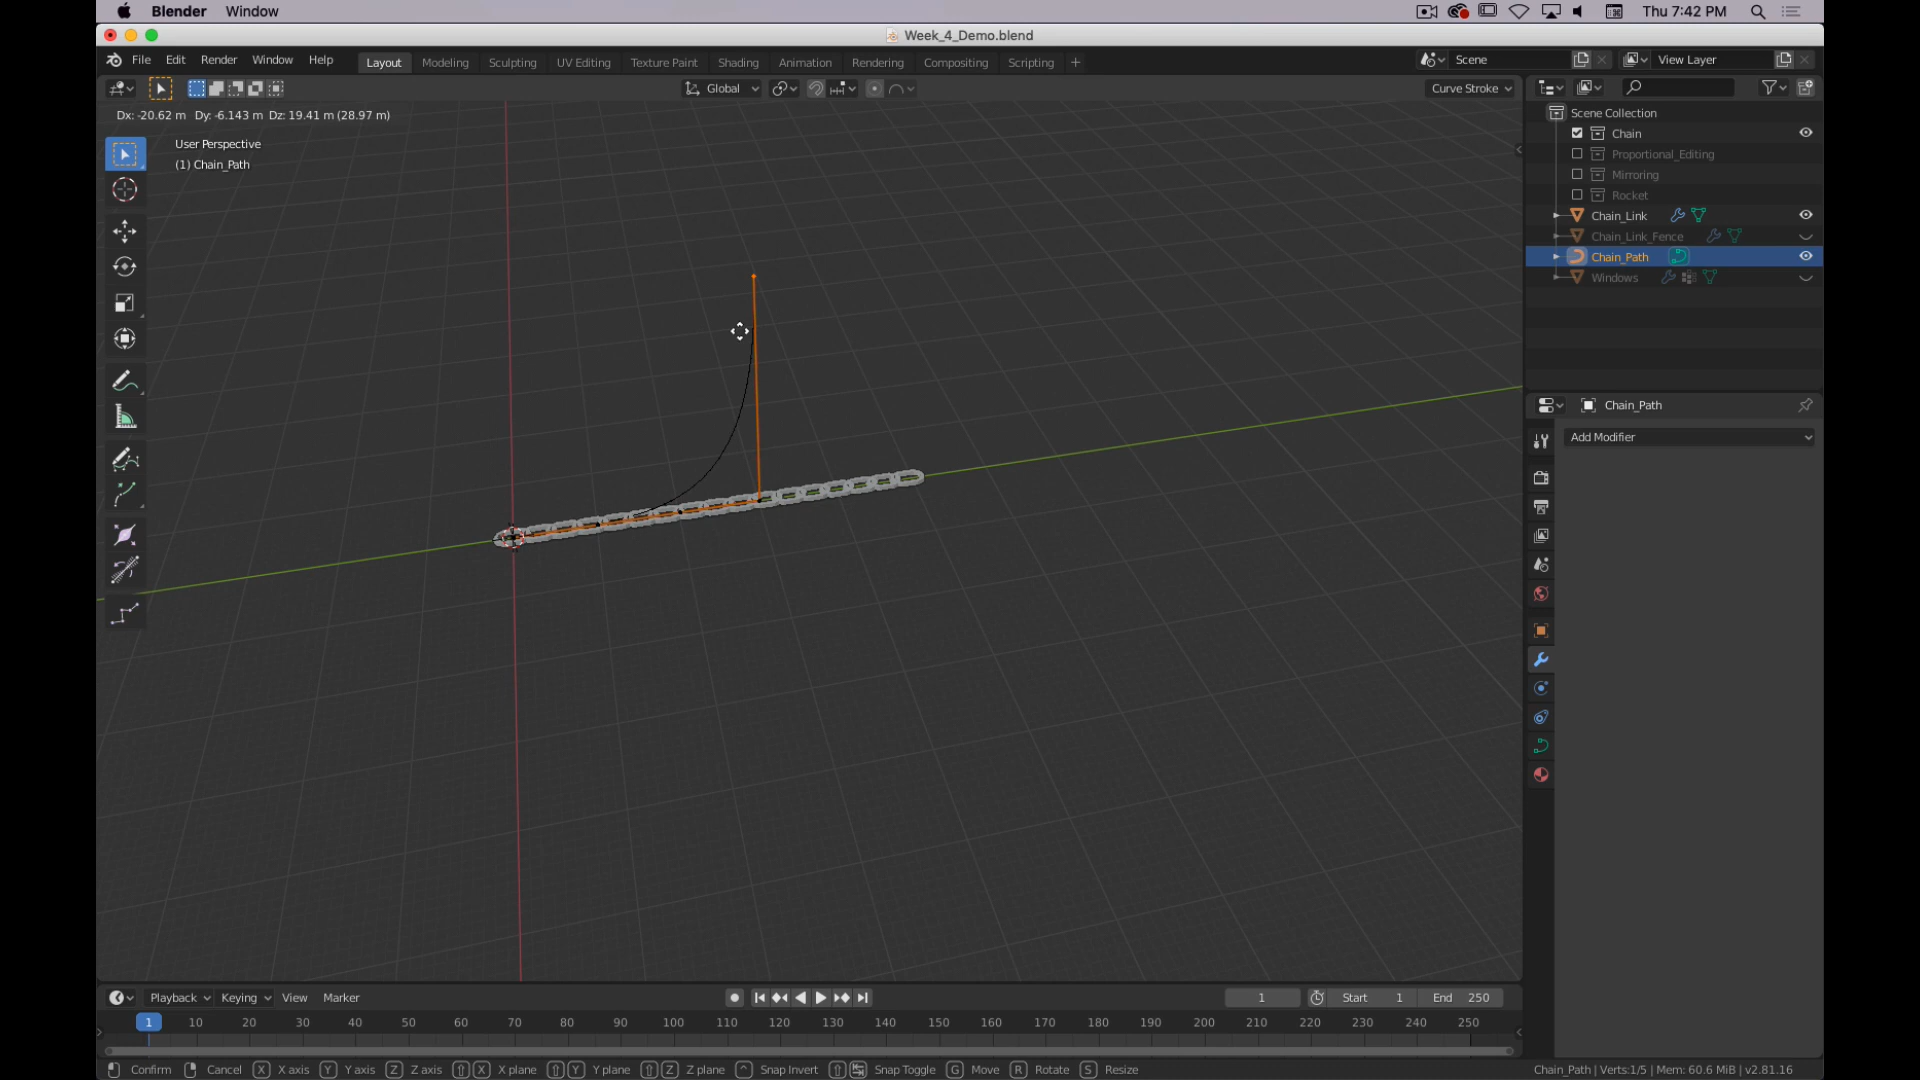 Blender Window Thu 7:42 PM
Week_4_Demo.blend
File Edit Render Window Help Layout Modeling Sculpting UV Editing Texture Paint Shading Animation Rendering Compositing Scripting + Scene View Layer
Global Curve Stroke
Dx: -20.62 m Dy: -6.143 m Dz: 19.41 m (28.97 m)
User Perspective
(1) Chain_Path
Scene Collection
Chain
Proportional_Editing
Mirroring
Rocket
Chain_Link
Chain_Link_Fence
Chain_Path
Windows
Chain_Path
Add Modifier
Playback Keying View Marker 1 Start 1 End 250
1 10 20 30 40 50 60 70 80 90 100 110 120 130 140 150 160 170 180 190 200 210 220 230 240 250
Confirm Cancel X X axis Y Y axis Z Z axis X X plane Y Y plane Z Z plane Snap Invert Snap Toggle G Move R Rotate S Resize Chain_Path | Verts:1/5 | Mem: 60.6 MiB | v2.81.16